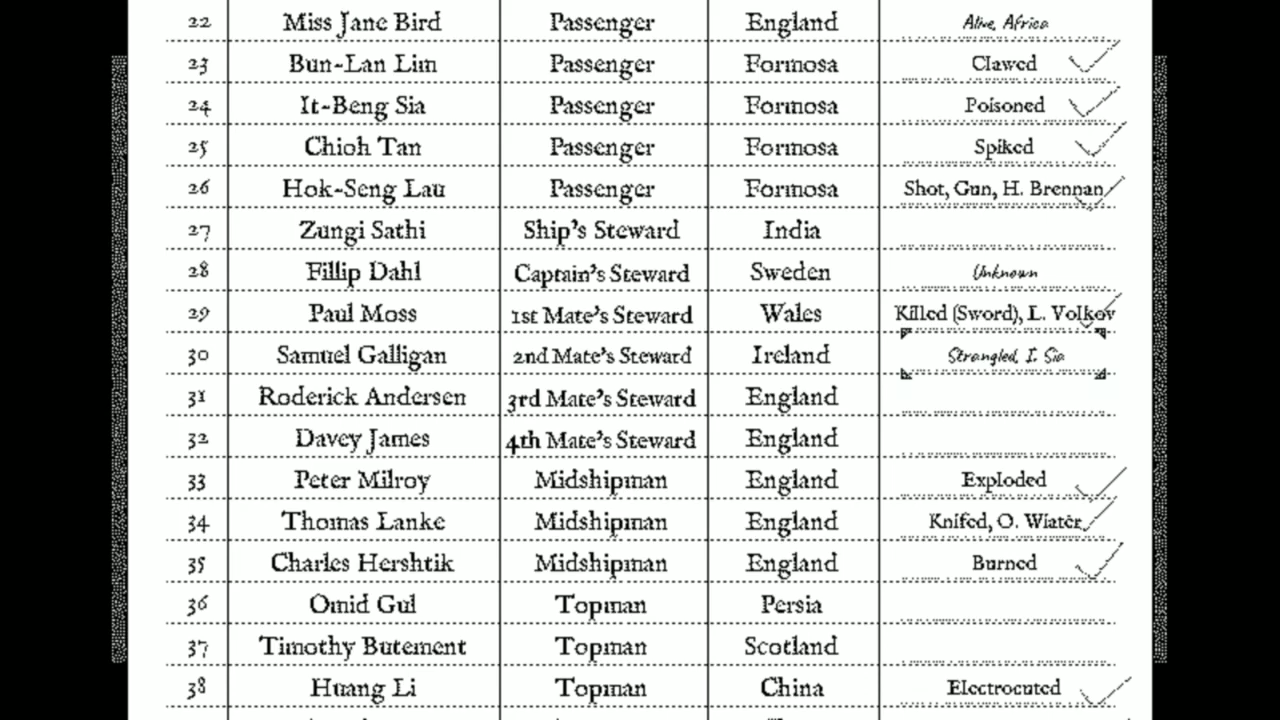 22 Miss Jane Bird Passenger England Alive, Africa
23 Bun-Lan Lim Passenger Formosa Clawed
24 It-Beng Sia Passenger Formosa Poisoned
25 Chioh Tan Passenger Formosa Spiked
26 Hok-Seng Lau Passenger Formosa Shot, Gun, H. Brennan
27 Zungi Sathi Ship's Steward India
28 Fillip Dahl Captain's Steward Sweden Unknown
29 Paul Moss 1st Mate's Steward Wales Killed (Sword), L. Volkov
30 Samuel Galligan 2nd Mate's Steward Ireland Strangled, I. Sia
31 Roderick Andersen 3rd Mate's Steward England
32 Davey James 4th Mate's Steward England
33 Peter Milroy Midshipman England Exploded
34 Thomas Lanke Midshipman England Knifed, O. Wiater
35 Charles Hershtik Midshipman England Burned
36 Omid Gul Topman Persia
37 Timothy Butement Topman Scotland
38 Huang Li Topman China Electrocuted